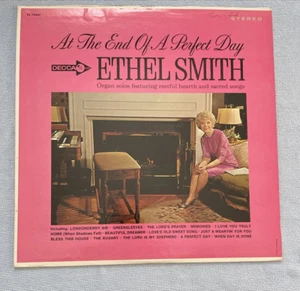 STEREO
At The End Of A Perfect Day
DECCA
ETHEL SMITH
Organ solos featuring restful hearth and sacred songs
Including: LONDONDERRY AIR · GREENSLEEVES · THE LORD'S PRAYER · MEMORIES · I LOVE YOU TRULY
HOME (When Shadows Fall) · BEAUTIFUL DREAMER · LOVE'S OLD SWEET SONG · JUST A-WEARYIN' FOR YOU
BLESS THIS HOUSE · THE ROSARY · THE LORD IS MY SHEPHERD · A PERFECT DAY · WHEN DAY IS DONE